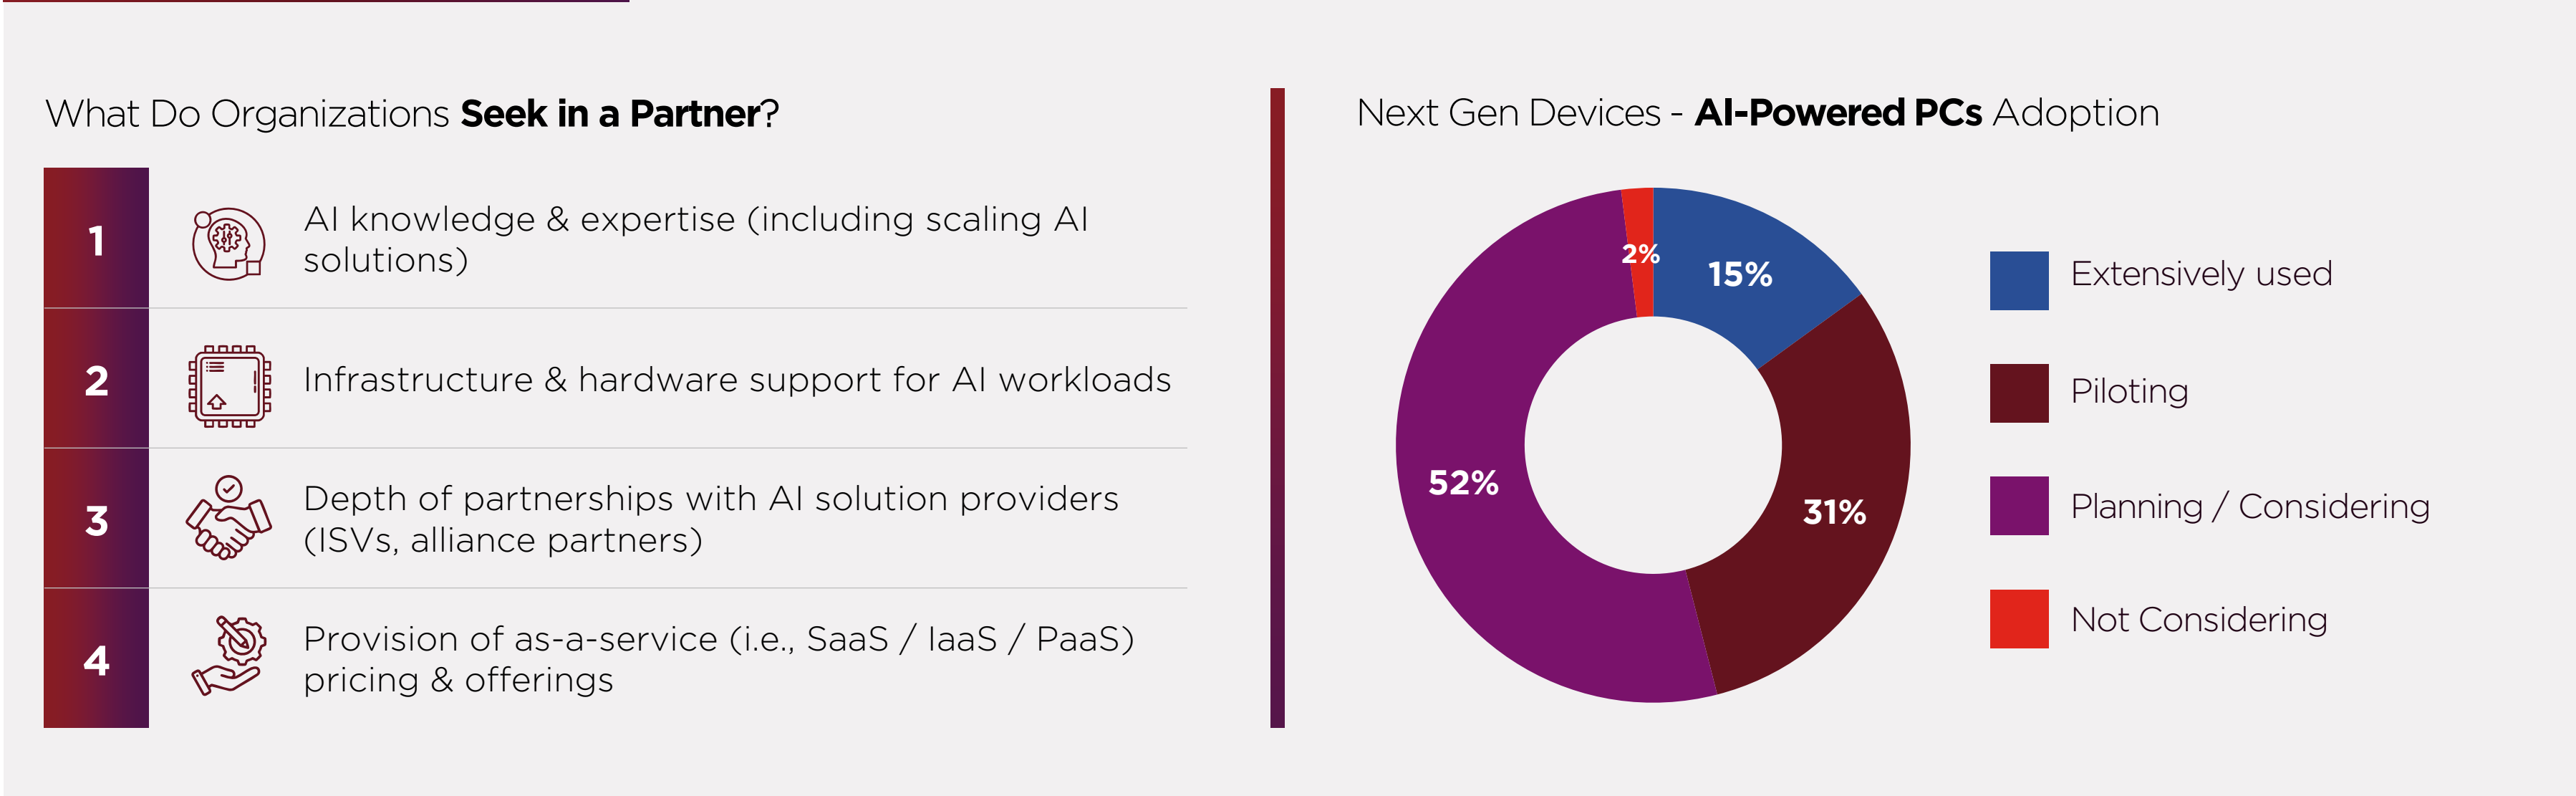 What Do Organizations Seek in a Partner?
1
AI knowledge & expertise (including scaling AI
solutions)
2
Infrastructure & hardware support for AI workloads
3
Depth of partnerships with AI solution providers
(ISVs, alliance partners)
4
Provision of as-a-service (i.e., SaaS / IaaS / PaaS)
pricing & offerings
Next Gen Devices - AI-Powered PCs Adoption
2%
15%
52%
31%
Extensively used
Piloting
Planning / Considering
Not Considering